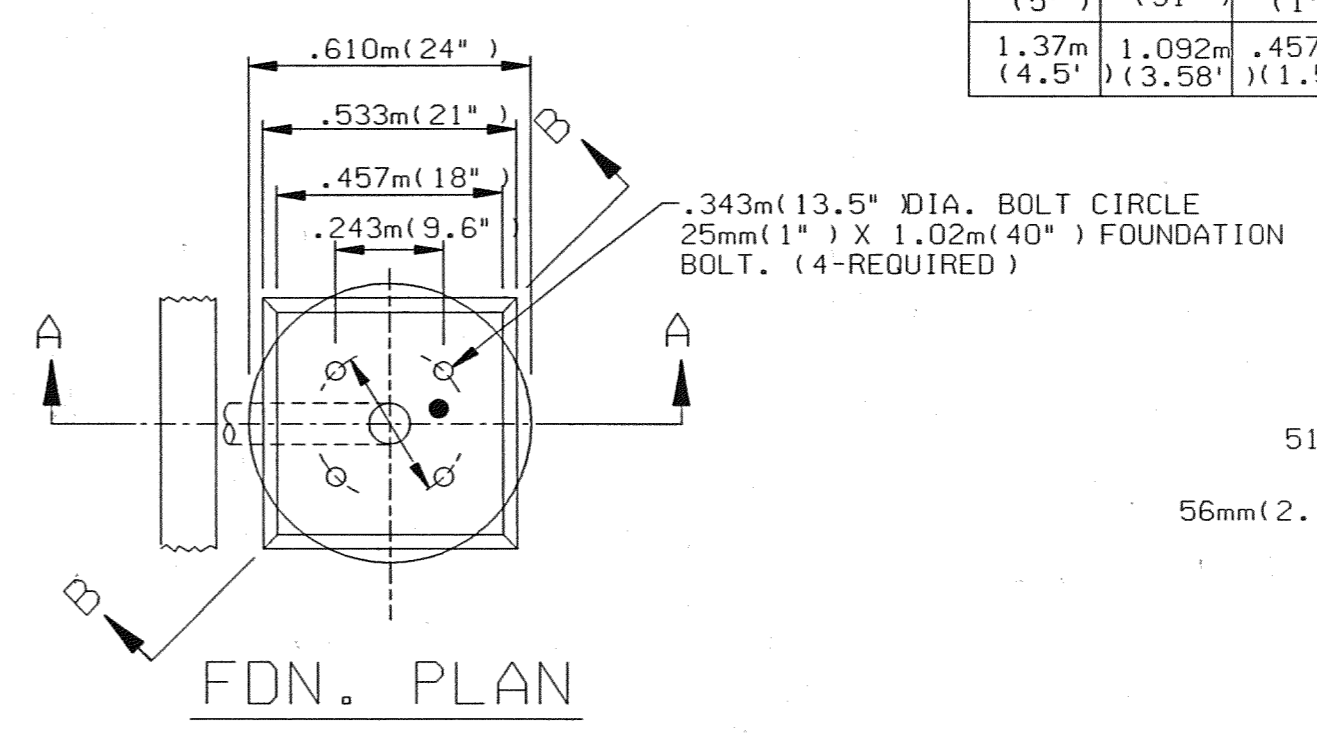 1.37m 1.092m .457
(4.5' )(3.58' )(1.5
.610m(24" )
.533m(21" )
B
.457m(18" )
.343m(13.5" )DIA. BOLT CIRCLE
.243m(9.6" )
25mm(1" ) X 1.02m(40" ) FOUNDATION
BOLT. (4-REQUIRED )
A
A
51
56mm(2.
B
FDN. PLAN